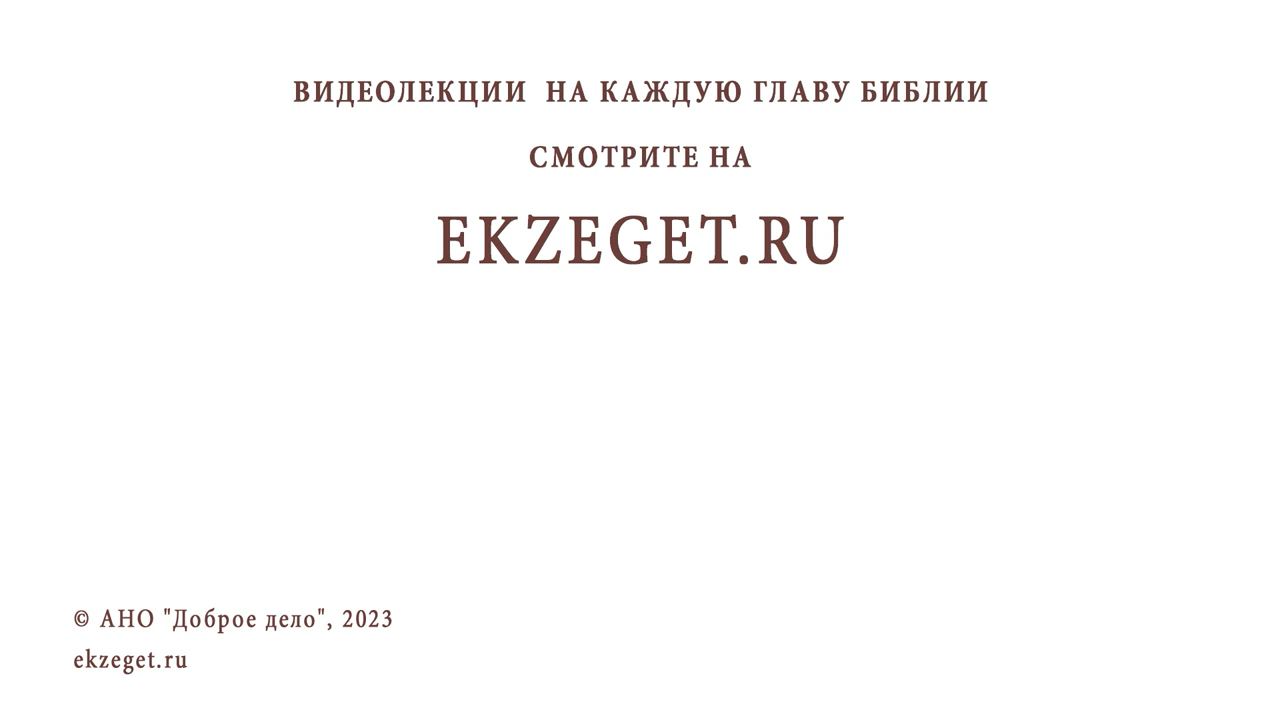 ВИДЕОЛЕКЦИИ  НА КАЖДУЮ ГЛАВУ БИБЛИИ
СМОТРИТЕ НА
EKZEGET.RU
© АНО "Доброе дело", 2023
ekzeget.ru